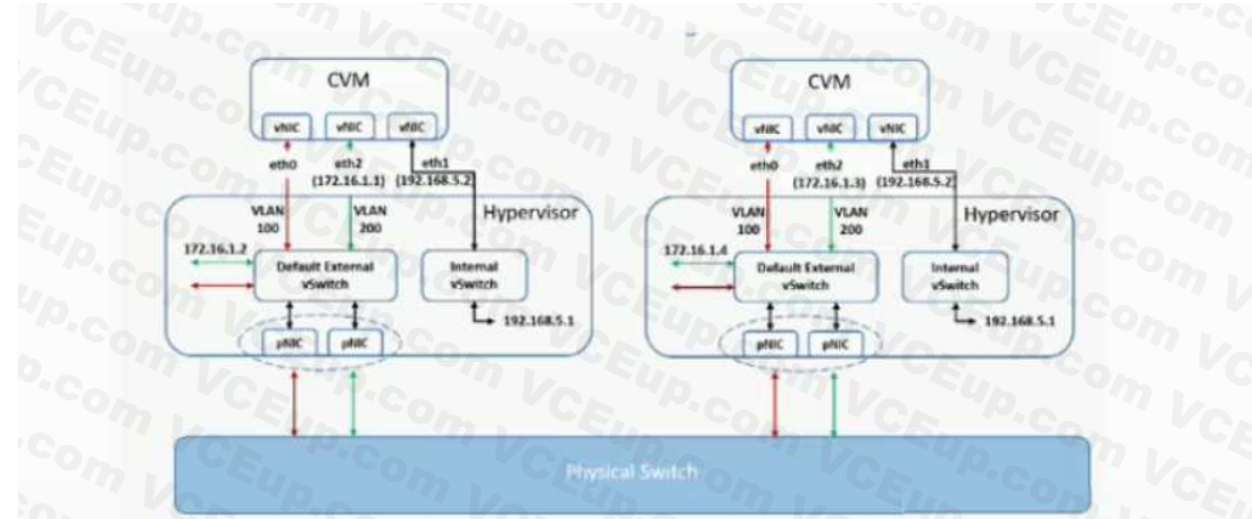 CVM
vNIC vNIC vNIC
eth0 eth2 eth1
(172.16.1.1) (192.168.5.2)
VLAN 100
VLAN 200
Hypervisor
172.16.1.2
Default External vSwitch
Internal vSwitch
192.168.5.1
pNIC pNIC
CVM
vNIC vNIC vNIC
eth0 eth2 eth1
(172.16.1.3) (192.168.5.2)
VLAN 100
VLAN 200
Hypervisor
172.16.1.4
Default External vSwitch
Internal vSwitch
192.168.5.1
pNIC pNIC
Physical Switch
VCEup.com